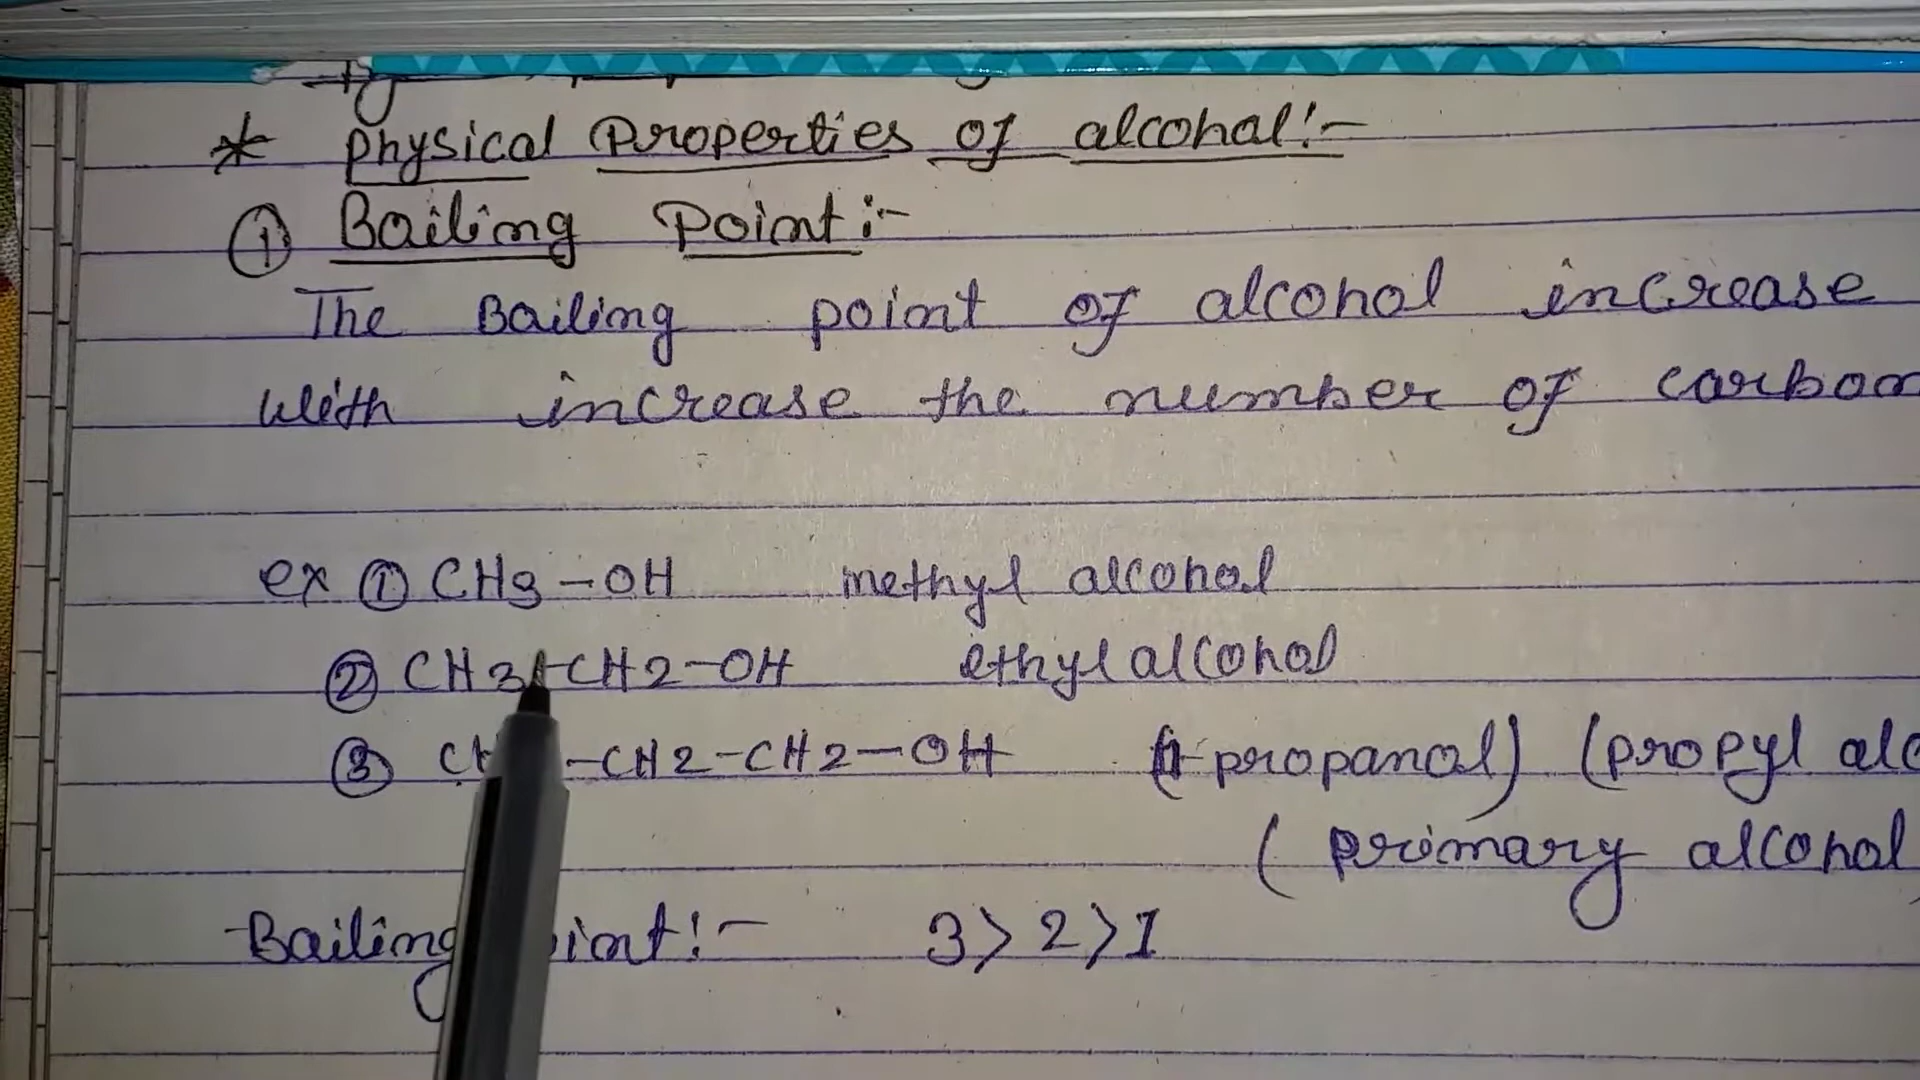 * Physical Properties of alcohal:-
① Bailing Point:-
The Bailing point of alcohol increase
with increase the number of carbon
ex ① CH3-OH methyl alcohol
② CH3-CH2-OH ethyl alcohol
③ -CH2-CH2-OH propanol) (propyl
( primary alcohol
Bailing :- 3>2>1